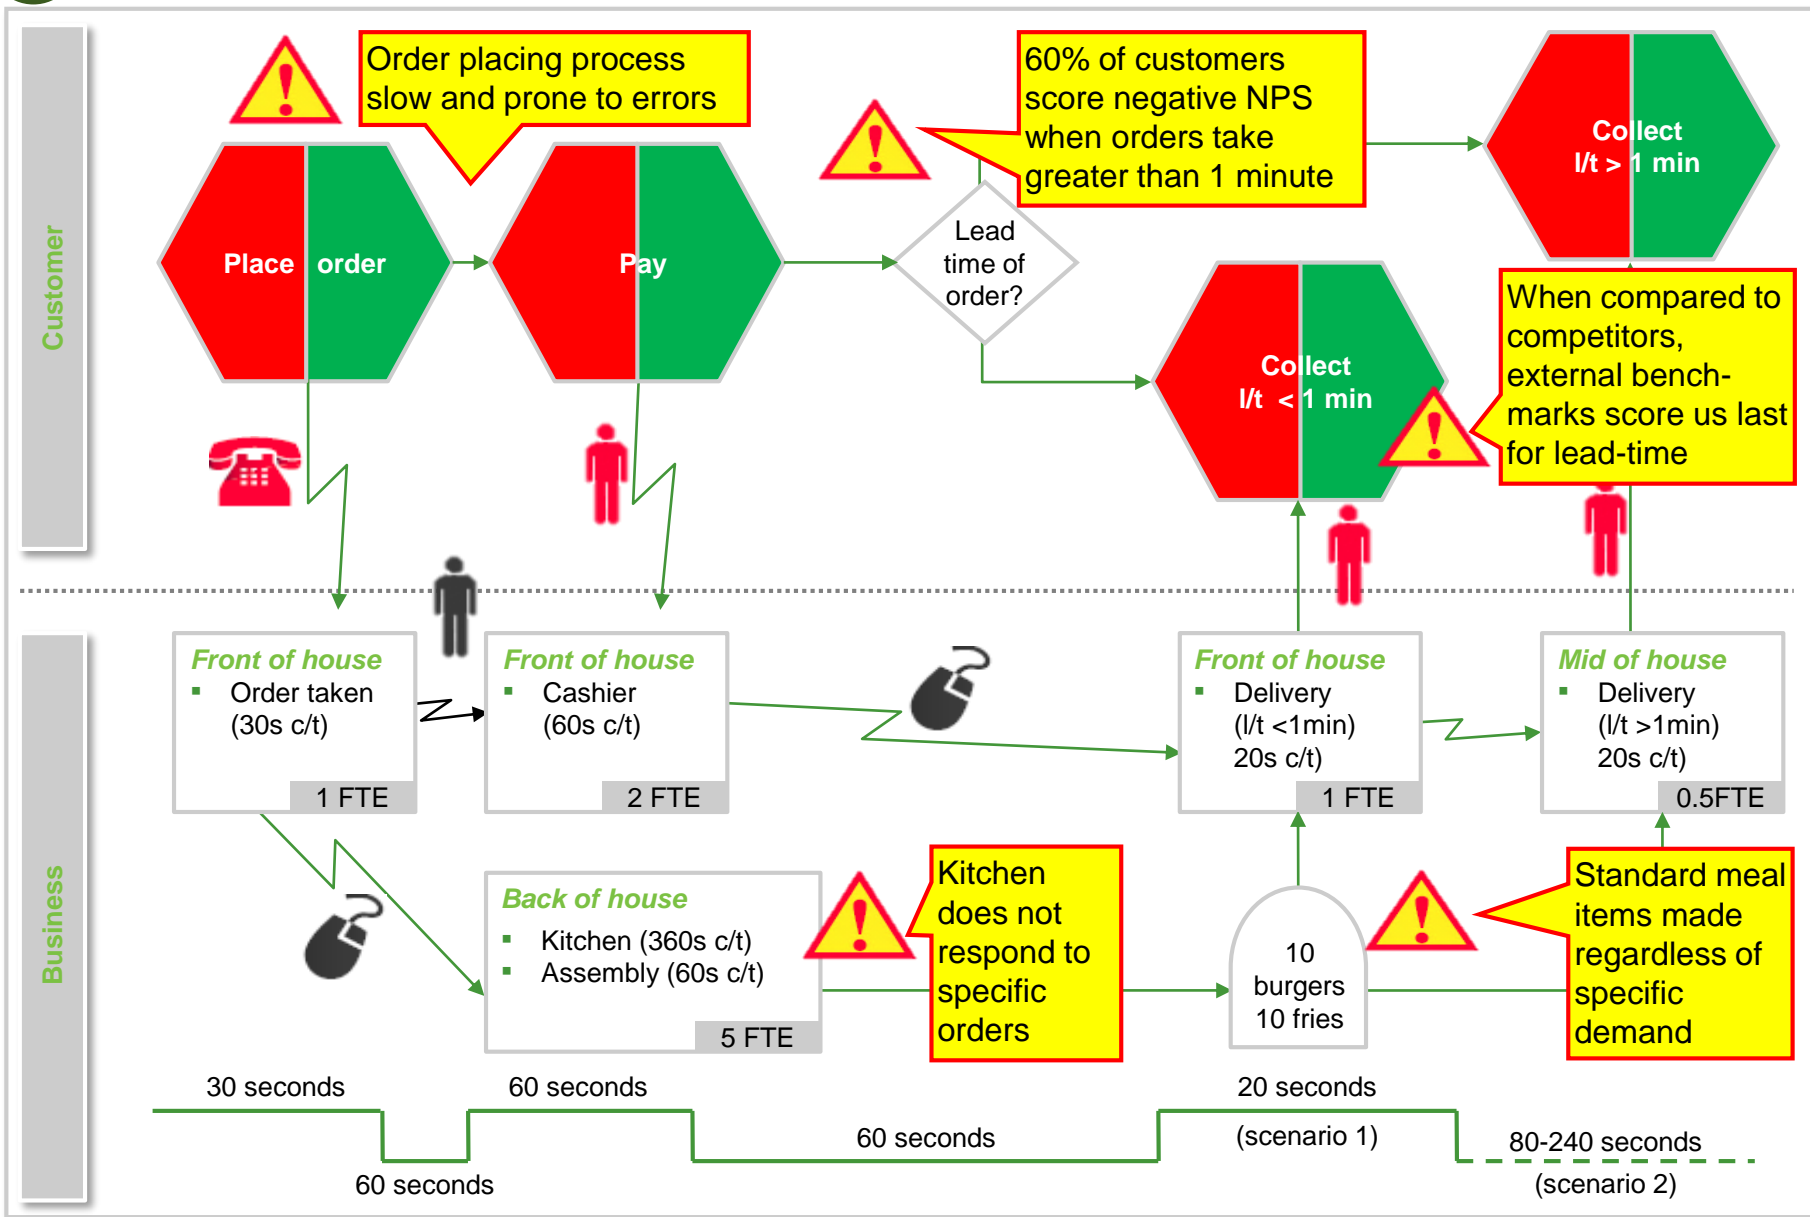 Customer
Order placing process
slow and prone to errors
60% of customers
score negative NPS
when orders take
greater than 1 minute
Collect
l/t > 1 min
Place order
Pay
Lead
time of
order?
Collect
l/t < 1 min
When compared to
competitors,
external bench-
marks score us last
for lead-time
Business
Front of house
▪ Order taken
(30s c/t)
1 FTE
Front of house
▪ Cashier
(60s c/t)
2 FTE
Front of house
▪ Delivery
(l/t <1min)
20s c/t)
1 FTE
Mid of house
▪ Delivery
(l/t >1min)
20s c/t)
0.5FTE
Back of house
▪ Kitchen (360s c/t)
▪ Assembly (60s c/t)
5 FTE
Kitchen
does not
respond to
specific
orders
10
burgers
10 fries
Standard meal
items made
regardless of
specific
demand
30 seconds
60 seconds
60 seconds
60 seconds
20 seconds
(scenario 1)
80-240 seconds
(scenario 2)